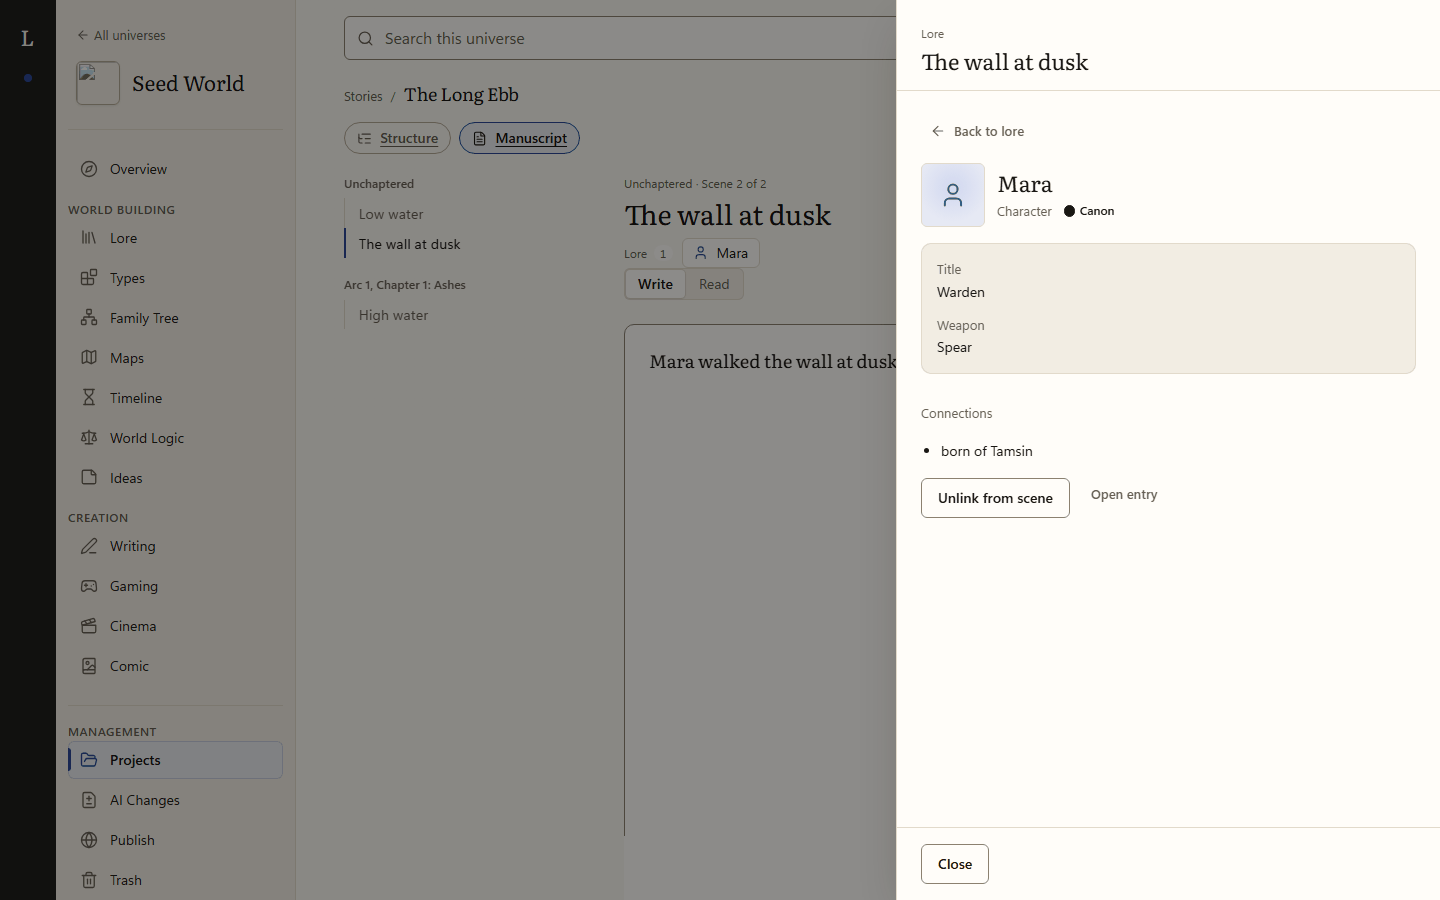 L
All universes
Seed World
Overview
WORLD BUILDING
Lore
Types
Family Tree
Maps
Timeline
World Logic
Ideas
CREATION
Writing
Gaming
Cinema
Comic
MANAGEMENT
Projects
AI Changes
Publish
Trash
Search this universe
Stories / The Long Ebb
Structure
Manuscript
Unchaptered
Low water
The wall at dusk
Arc 1, Chapter 1: Ashes
High water
Unchaptered · Scene 2 of 2
The wall at dusk
Lore 1 Mara
Write Read
Mara walked the wall at dusk
Lore
The wall at dusk
Back to lore
Mara
Character Canon
Title
Warden
Weapon
Spear
Connections
• born of Tamsin
Unlink from scene
Open entry
Close